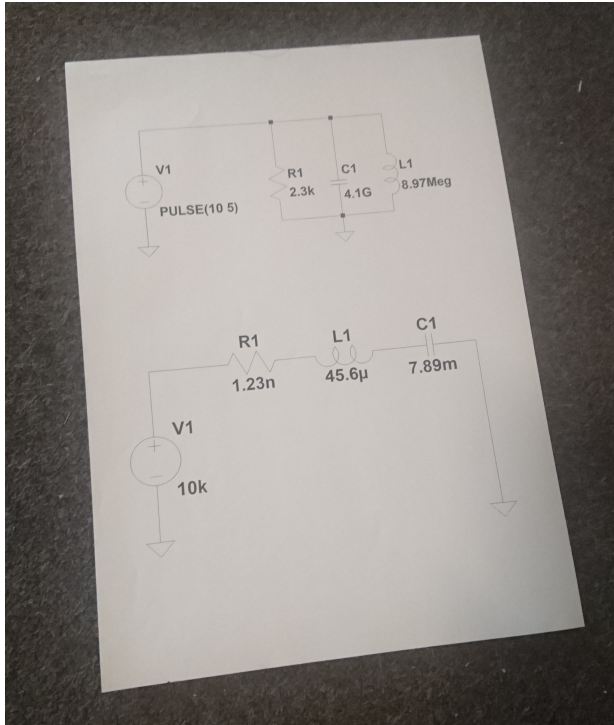 V1
PULSE(10 5)
R1
2.3k
C1
4.1G
L1
8.97Meg
R1
1.23n
L1
45.6µ
C1
7.89m
V1
10k